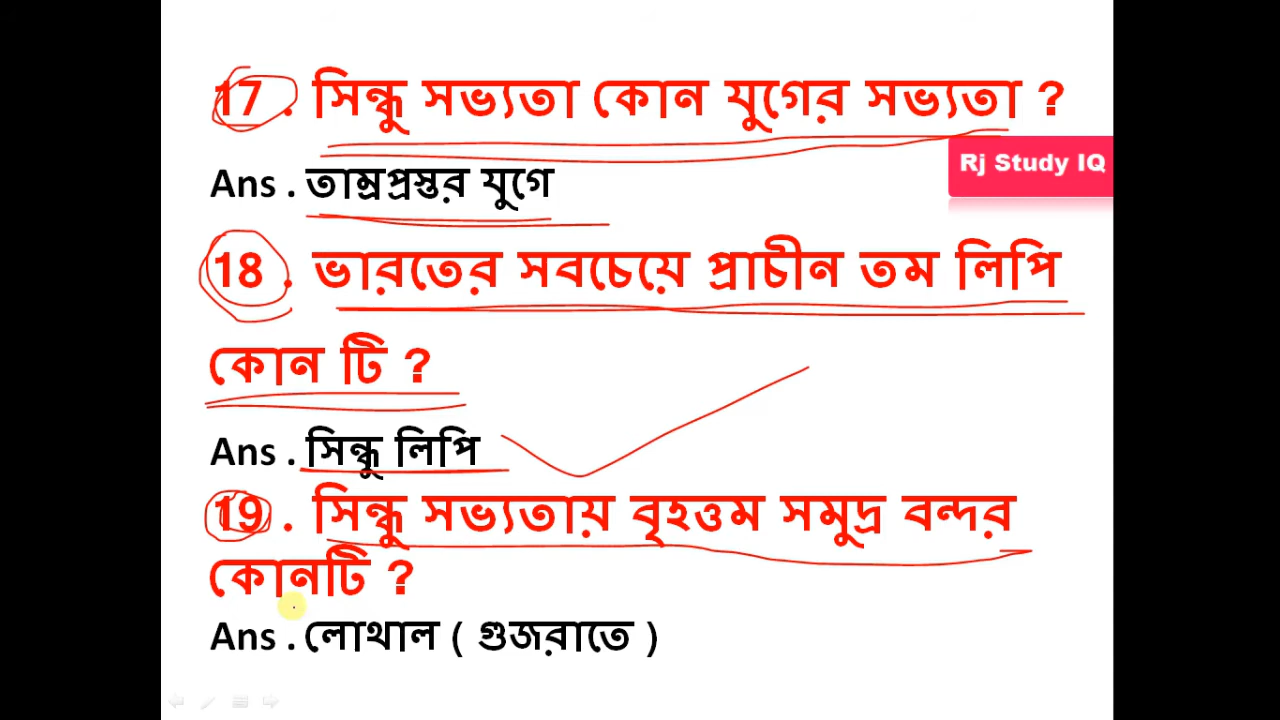 17 . সিন্ধু সভ্যতা কোন যুগের সভ্যতা ?
Rj Study IQ
Ans . তাম্রপ্রস্তর যুগে
18 . ভারতের সবচেয়ে প্রাচীন তম লিপি
কোন টি ?
Ans . সিন্ধু লিপি
19 . সিন্ধু সভ্যতায় বৃহত্তম সমুদ্র বন্দর
কোনটি ?
Ans . লোথাল ( গুজরাতে )